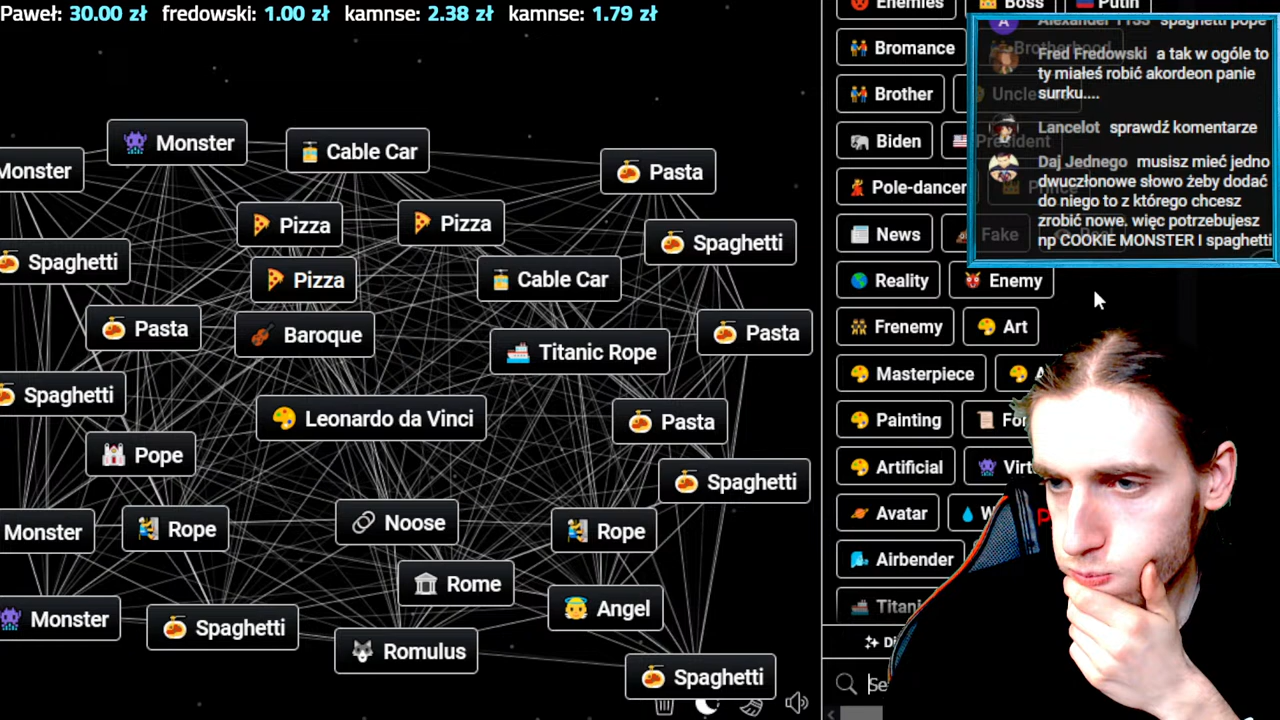 Paweł: 30.00 zł fredowski: 1.00 zł kamnse: 2.38 zł kamnse: 1.79 zł
Monster
Monster
Cable Car
Pasta
Pizza
Pizza
Spaghetti
Spaghetti
Pizza
Cable Car
Pasta
Baroque
Titanic Rope
Pasta
Spaghetti
Leonardo da Vinci
Pasta
Pope
Spaghetti
Monster
Rope
Noose
Rope
Rome
Angel
Monster
Spaghetti
Romulus
Spaghetti
Enemies
Boss
Putin
Bromance
Brotherhood
Brother
Uncle
Biden
President
Pole-dancer
News
Fake
Reality
Enemy
Frenemy
Art
Masterpiece
Painting
Artificial
Avatar
Airbender
spaghetti pope
Fred Fredowski a tak w ogóle to
ty miałeś robić akordeon panie
surrku....
Lancelot sprawdź komentarze
Daj Jednego musisz mieć jedno
dwuczłonowe słowo żeby dodać
do niego to z którego chcesz
zrobić nowe. więc potrzebujesz
np COOKIE MONSTER I spaghetti